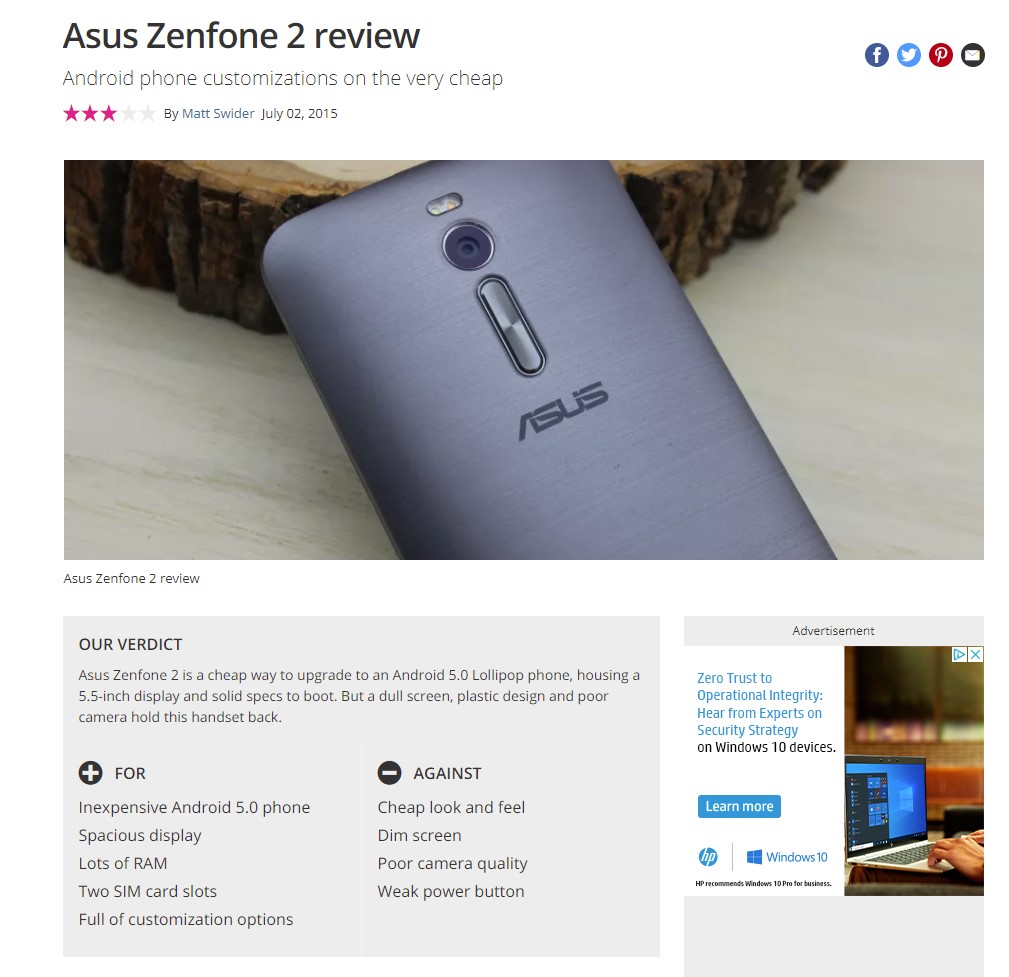 Asus Zenfone 2 review
Android phone customizations on the very cheap
By Matt Swider July 02, 2015
ASUS
Asus Zenfone 2 review
OUR VERDICT
Asus Zenfone 2 is a cheap way to upgrade to an Android 5.0 Lollipop phone, housing a
5.5-inch display and solid specs to boot. But a dull screen, plastic design and poor
camera hold this handset back.
FOR
Inexpensive Android 5.0 phone
Spacious display
Lots of RAM
Two SIM card slots
Full of customization options
AGAINST
Cheap look and feel
Dim screen
Poor camera quality
Weak power button
Advertisement
Zero Trust to
Operational Integrity:
Hear from Experts on
Security Strategy
on Windows 10 devices.
Learn more
hp
Windows 10
HP recommends Windows 10 Pro for business.